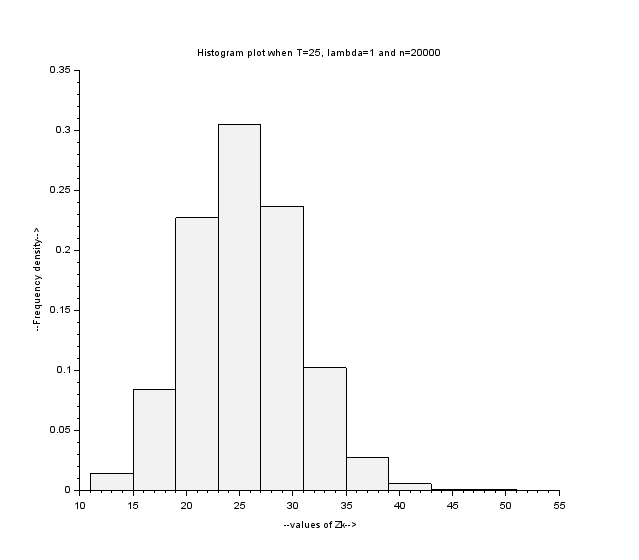 Histogram plot when T=25, lambda=1 and n=20000
0.35
0.3
0.25
0.2
0.15
0.1
0.05
0
--Frequency density-->
10 15 20 25 30 35 40 45 50 55
--values of Zk-->